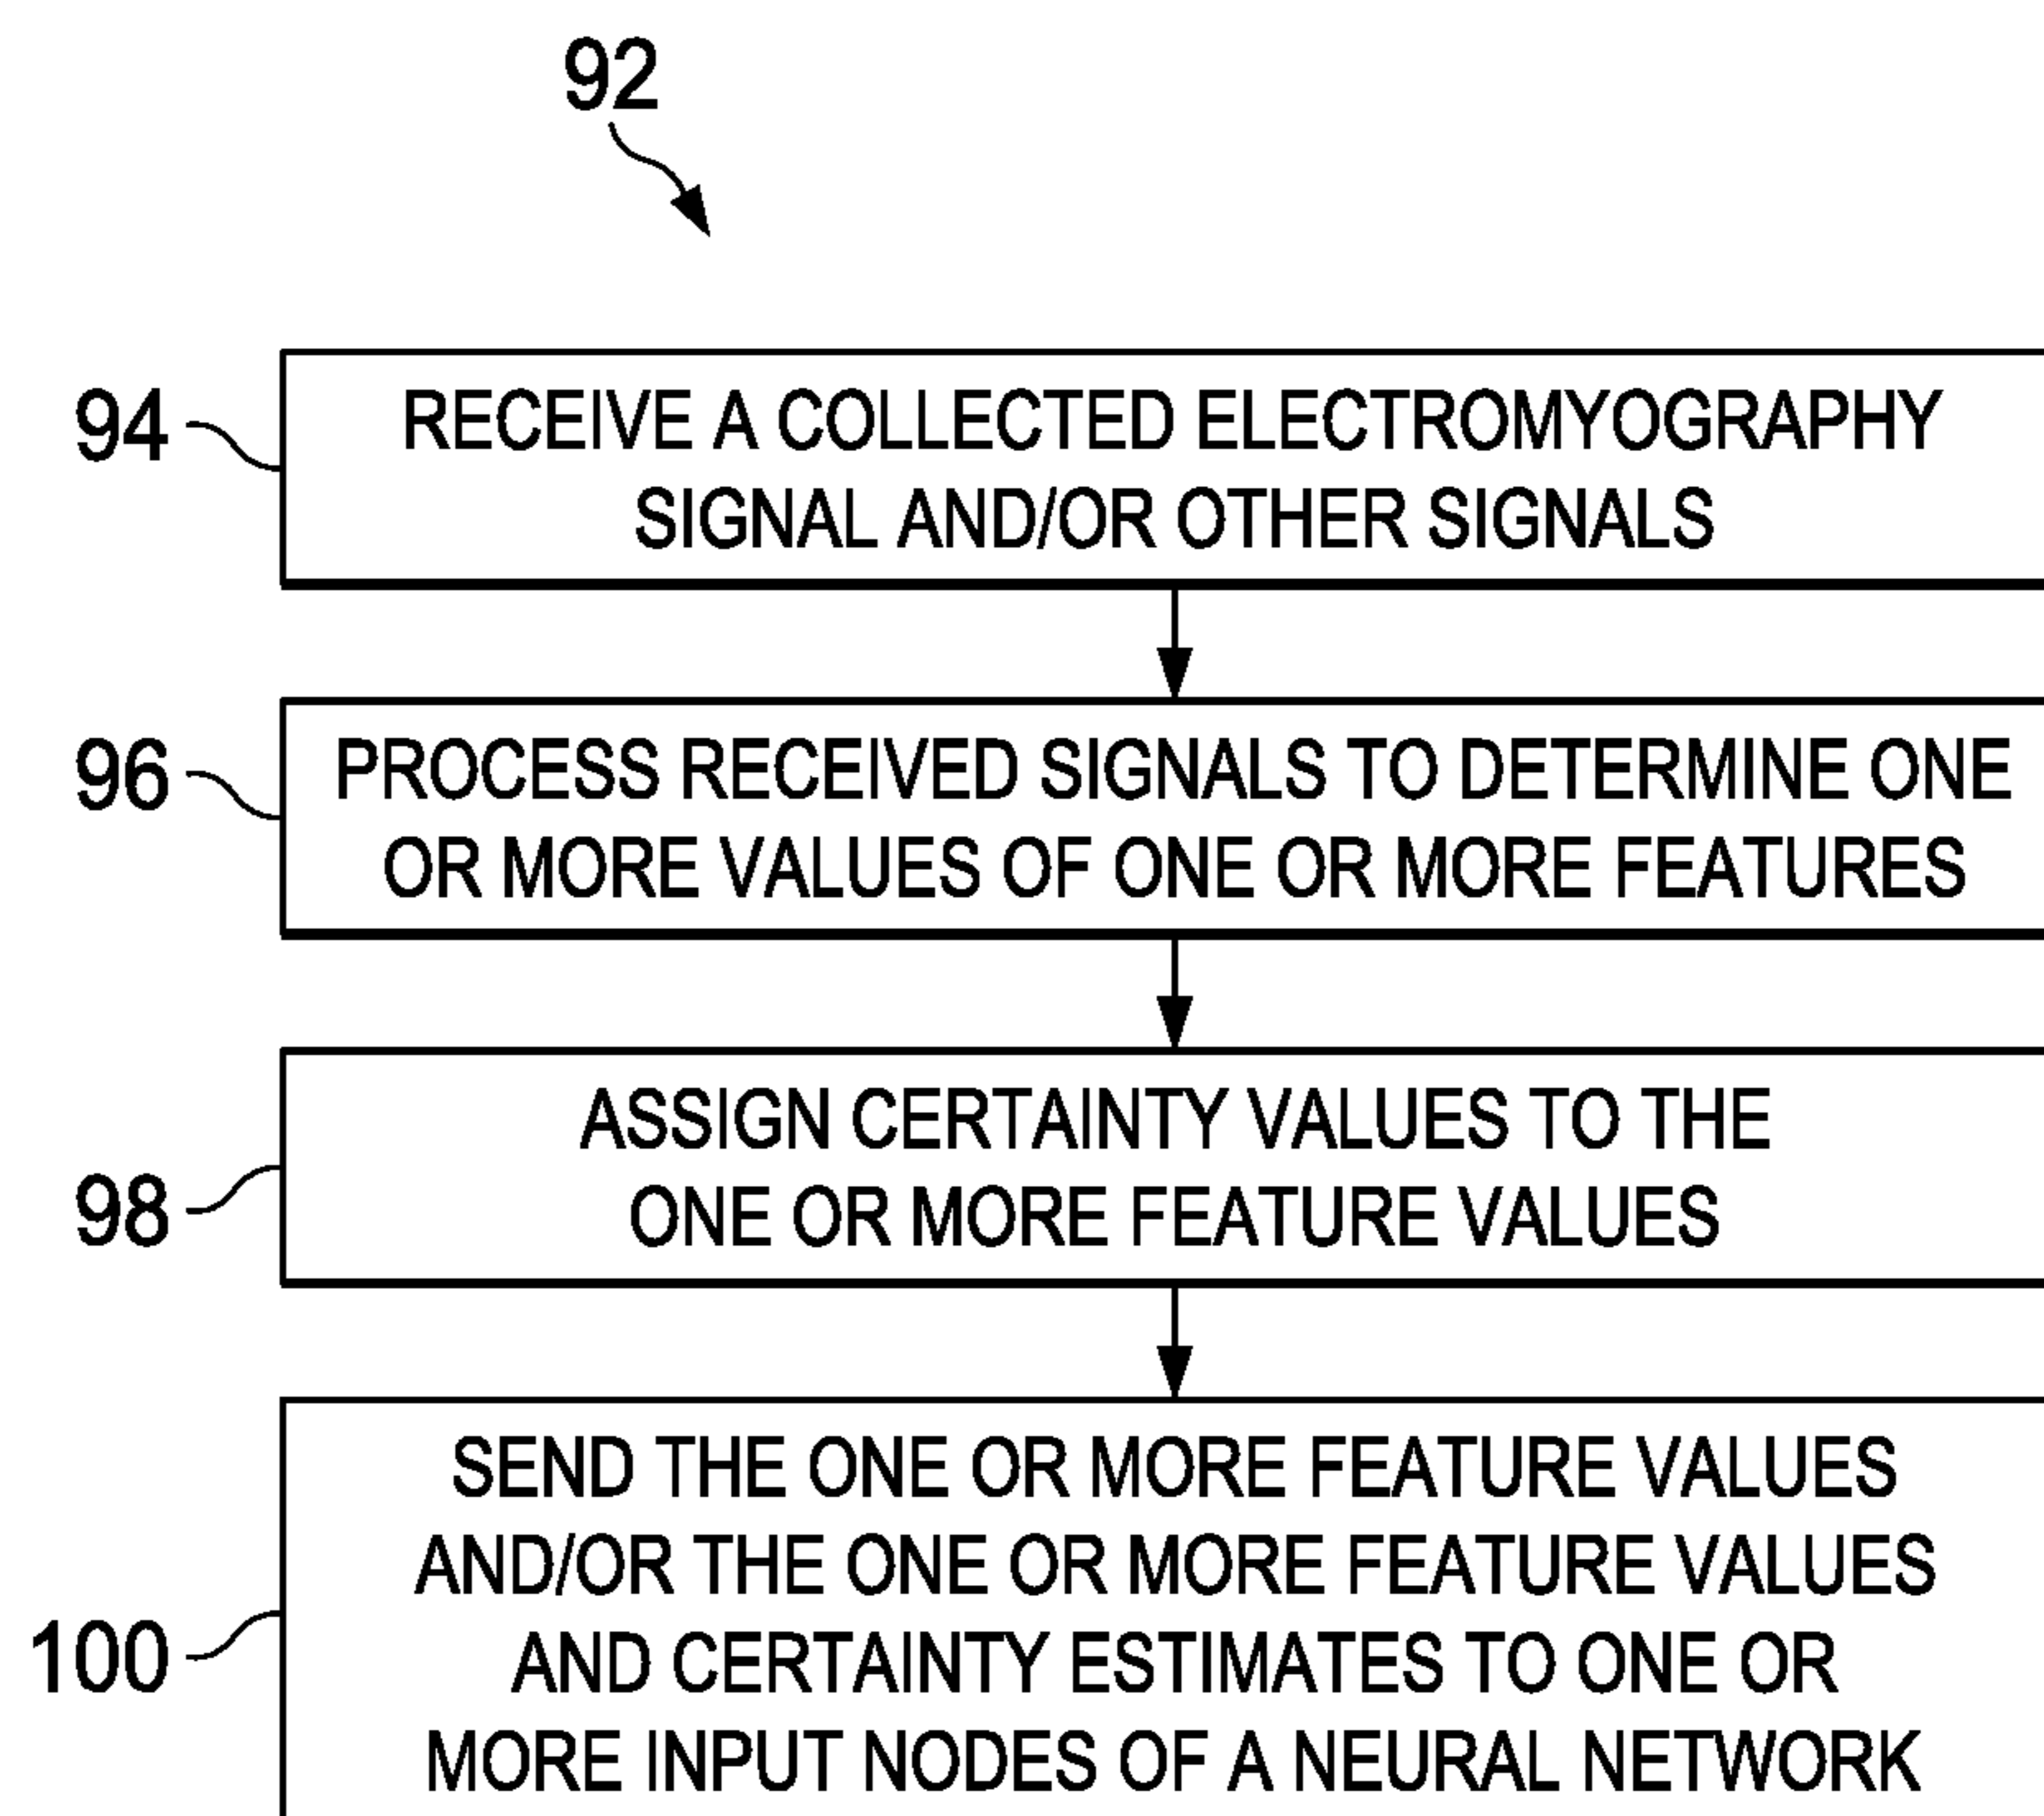 92
94
RECEIVE A COLLECTED ELECTROMYOGRAPHY
SIGNAL AND/OR OTHER SIGNALS
96
PROCESS RECEIVED SIGNALS TO DETERMINE ONE
OR MORE VALUES OF ONE OR MORE FEATURES
98
ASSIGN CERTAINTY VALUES TO THE
ONE OR MORE FEATURE VALUES
100
SEND THE ONE OR MORE FEATURE VALUES
AND/OR THE ONE OR MORE FEATURE VALUES
AND CERTAINTY ESTIMATES TO ONE OR
MORE INPUT NODES OF A NEURAL NETWORK